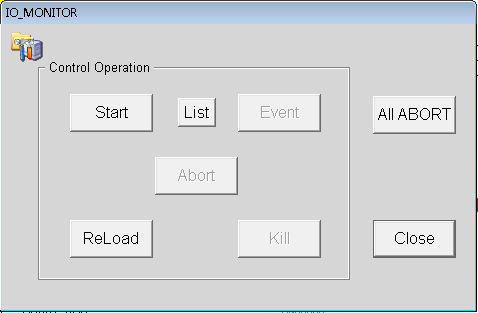 IO_MONITOR
Control Operation
Start
List
Event
All ABORT
Abort
ReLoad
Kill
Close